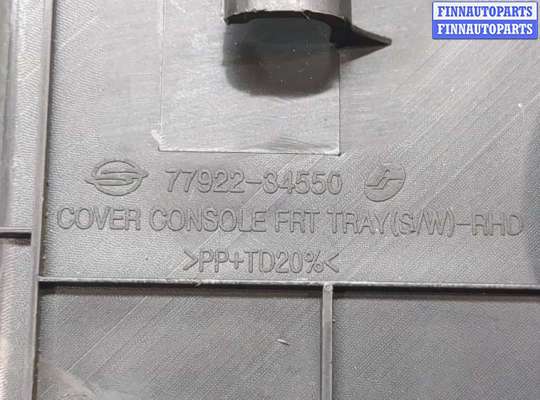 FINNAUTOPARTS
FINNAUTOPARTS
77922-34550
COVER CONSOLE FRT TRAY(S/W)-RHD
>PP+TD20%<